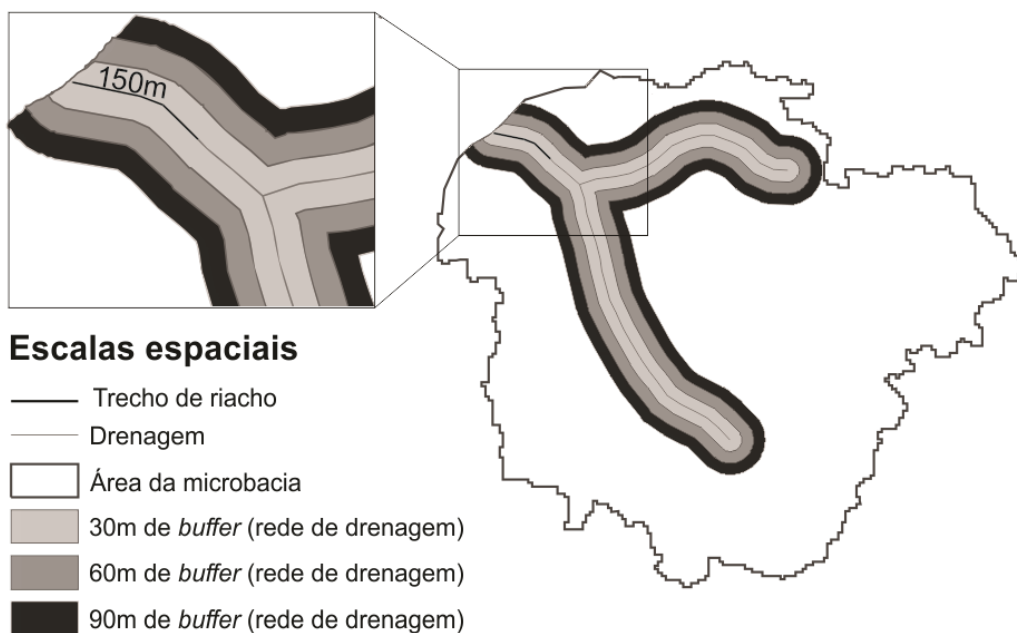 150m
Escalas espaciais
Trecho de riacho
Drenagem
Área da microbacia
30m de buffer (rede de drenagem)
60m de buffer (rede de drenagem)
90m de buffer (rede de drenagem)